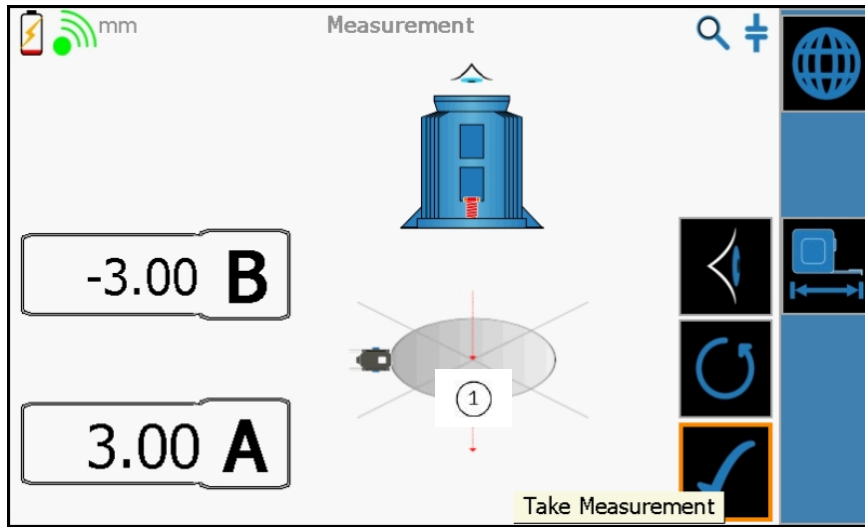 mm
Measurement
-3.00 B
1
3.00 A
Take Measurement